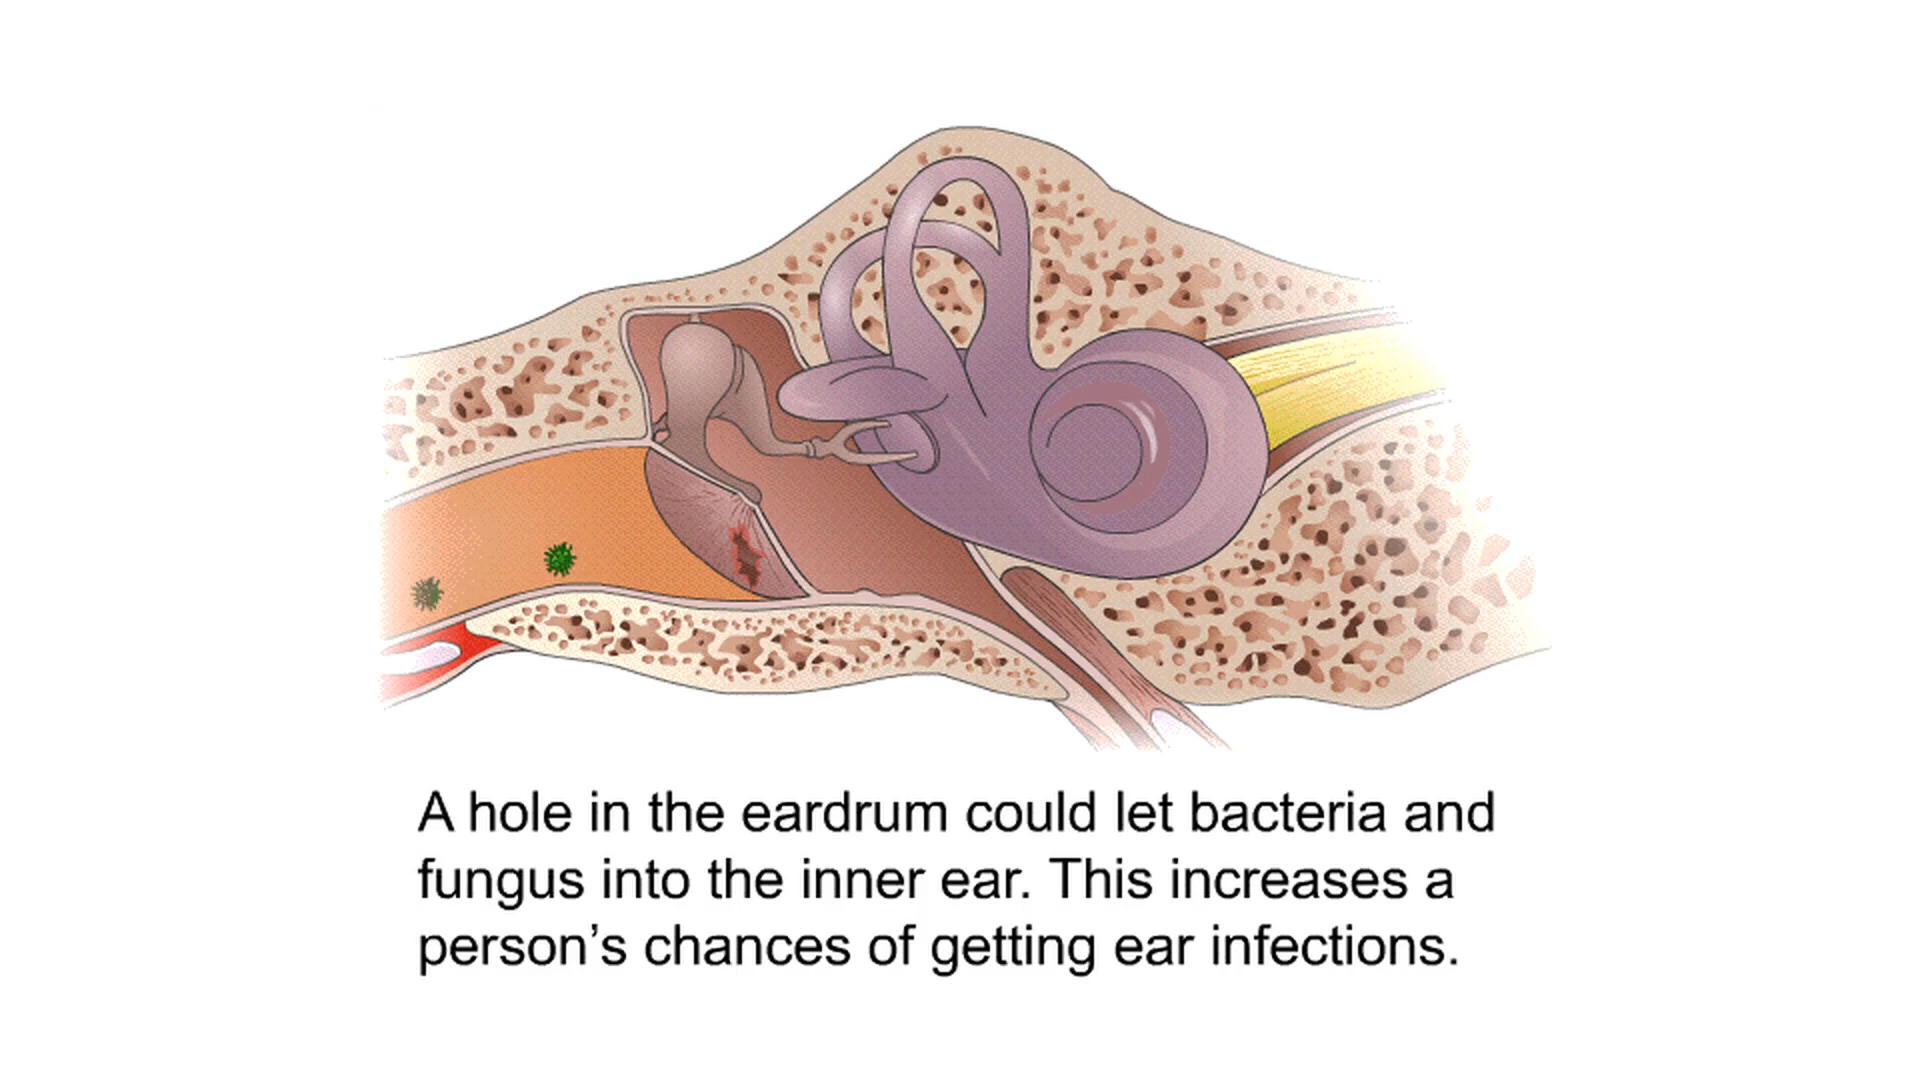 A hole in the eardrum could let bacteria and
fungus into the inner ear. This increases a
person’s chances of getting ear infections.